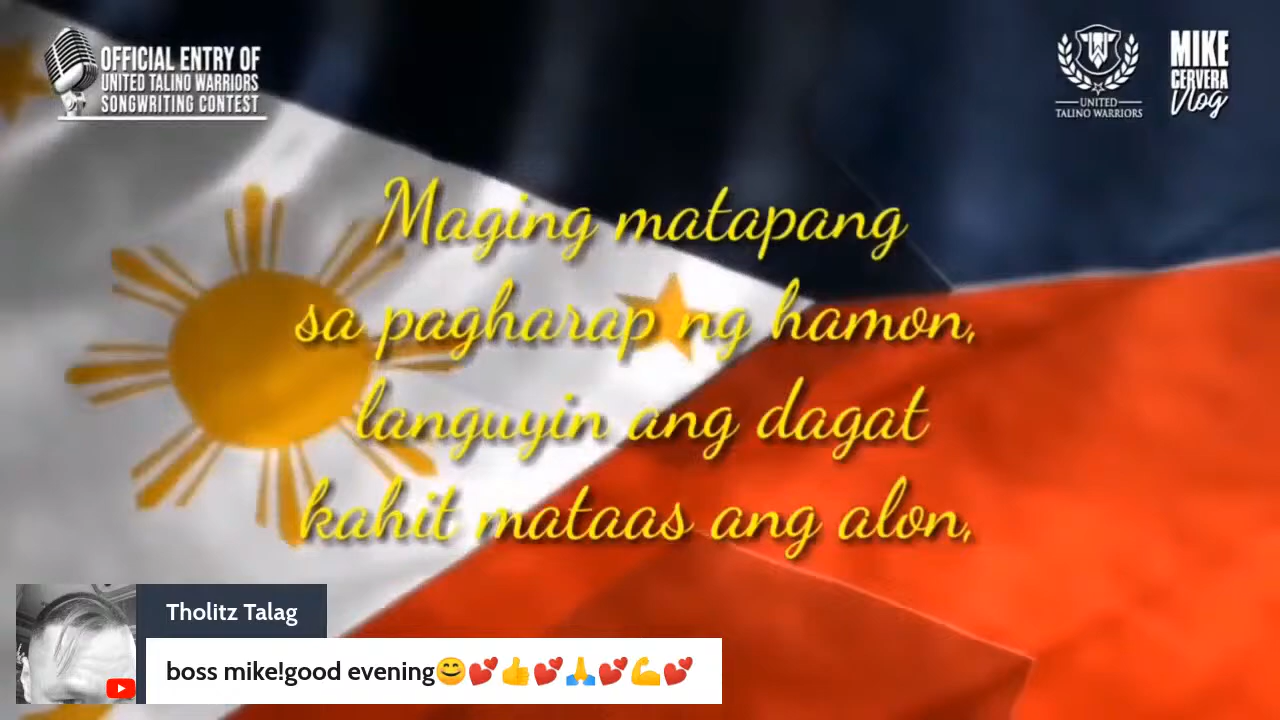 OFFICIAL ENTRY OF
UNITED TALINO WARRIORS
SONGWRITING CONTEST
UNITED
TALINO WARRIORS
MIKE
CERVERA
Vlog
Maging matapang
sa pagharap ng hamon,
languyin ang dagat
kahit mataas ang alon,
Tholitz Talag
boss mike!good evening😊💕👍💕🙏💕💪💕